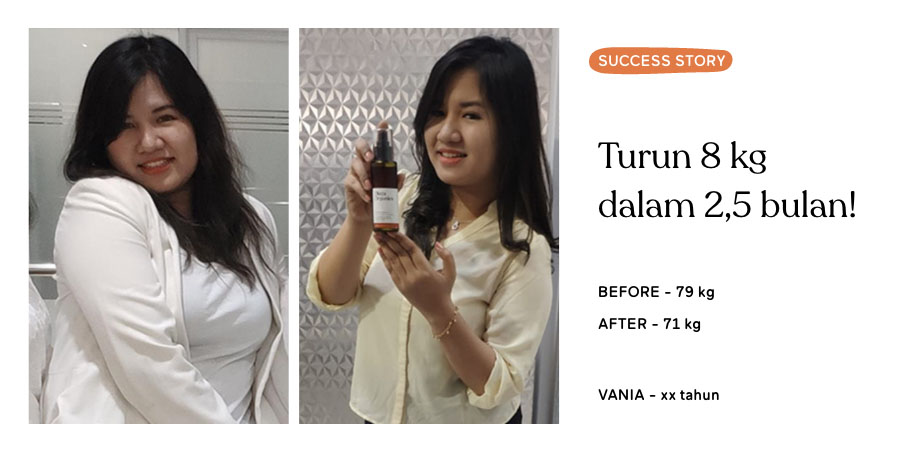 SUCCESS STORY
Turun 8 kg
dalam 2,5 bulan!
BEFORE - 79 kg
AFTER - 71 kg
VANIA - xx tahun